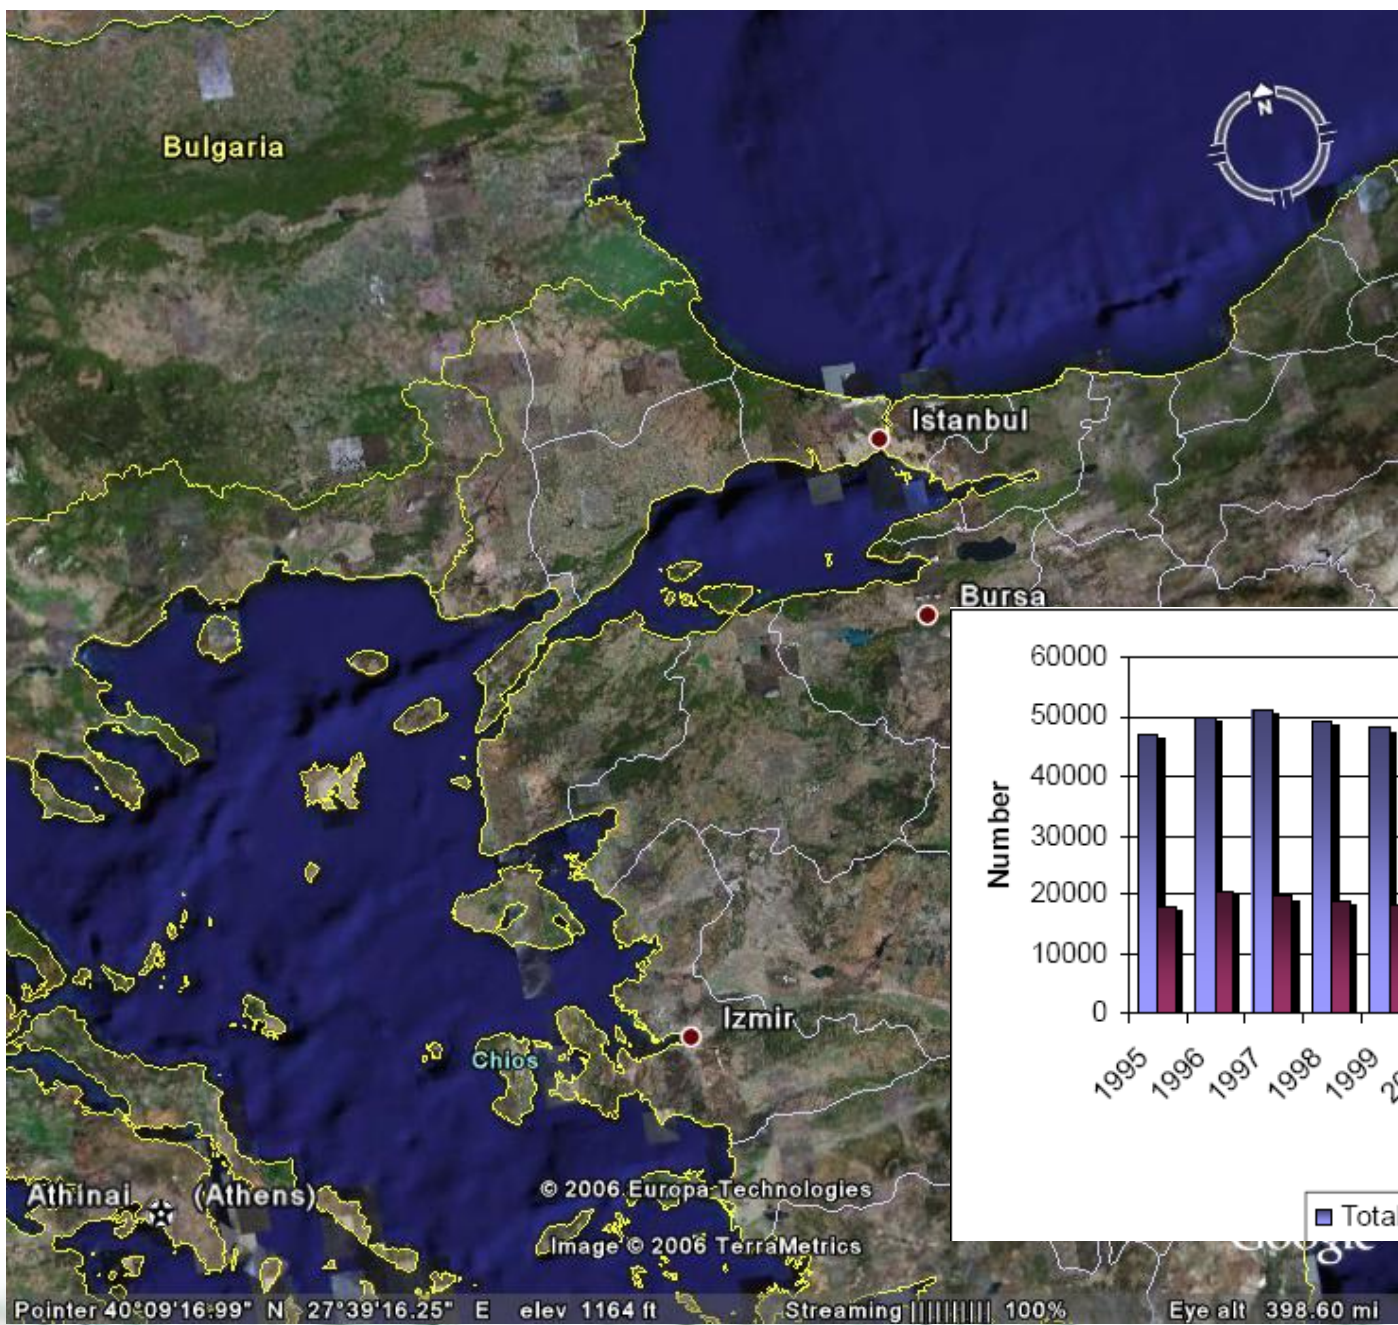 N
Bulgaria
Istanbul
Bursa
60000
50000
40000
30000
20000
10000
0
Number
1995
1996
1997
1998
1999
Izmir
Chios
Athinai (Athens)
© 2006 Europa Technologies
Image © 2006 TerraMetrics
Google
Pointer 40°09'16.99" N 27°39'16.25" E elev 1164 ft Streaming |||||||||| 100% Eye alt 398.60 mi